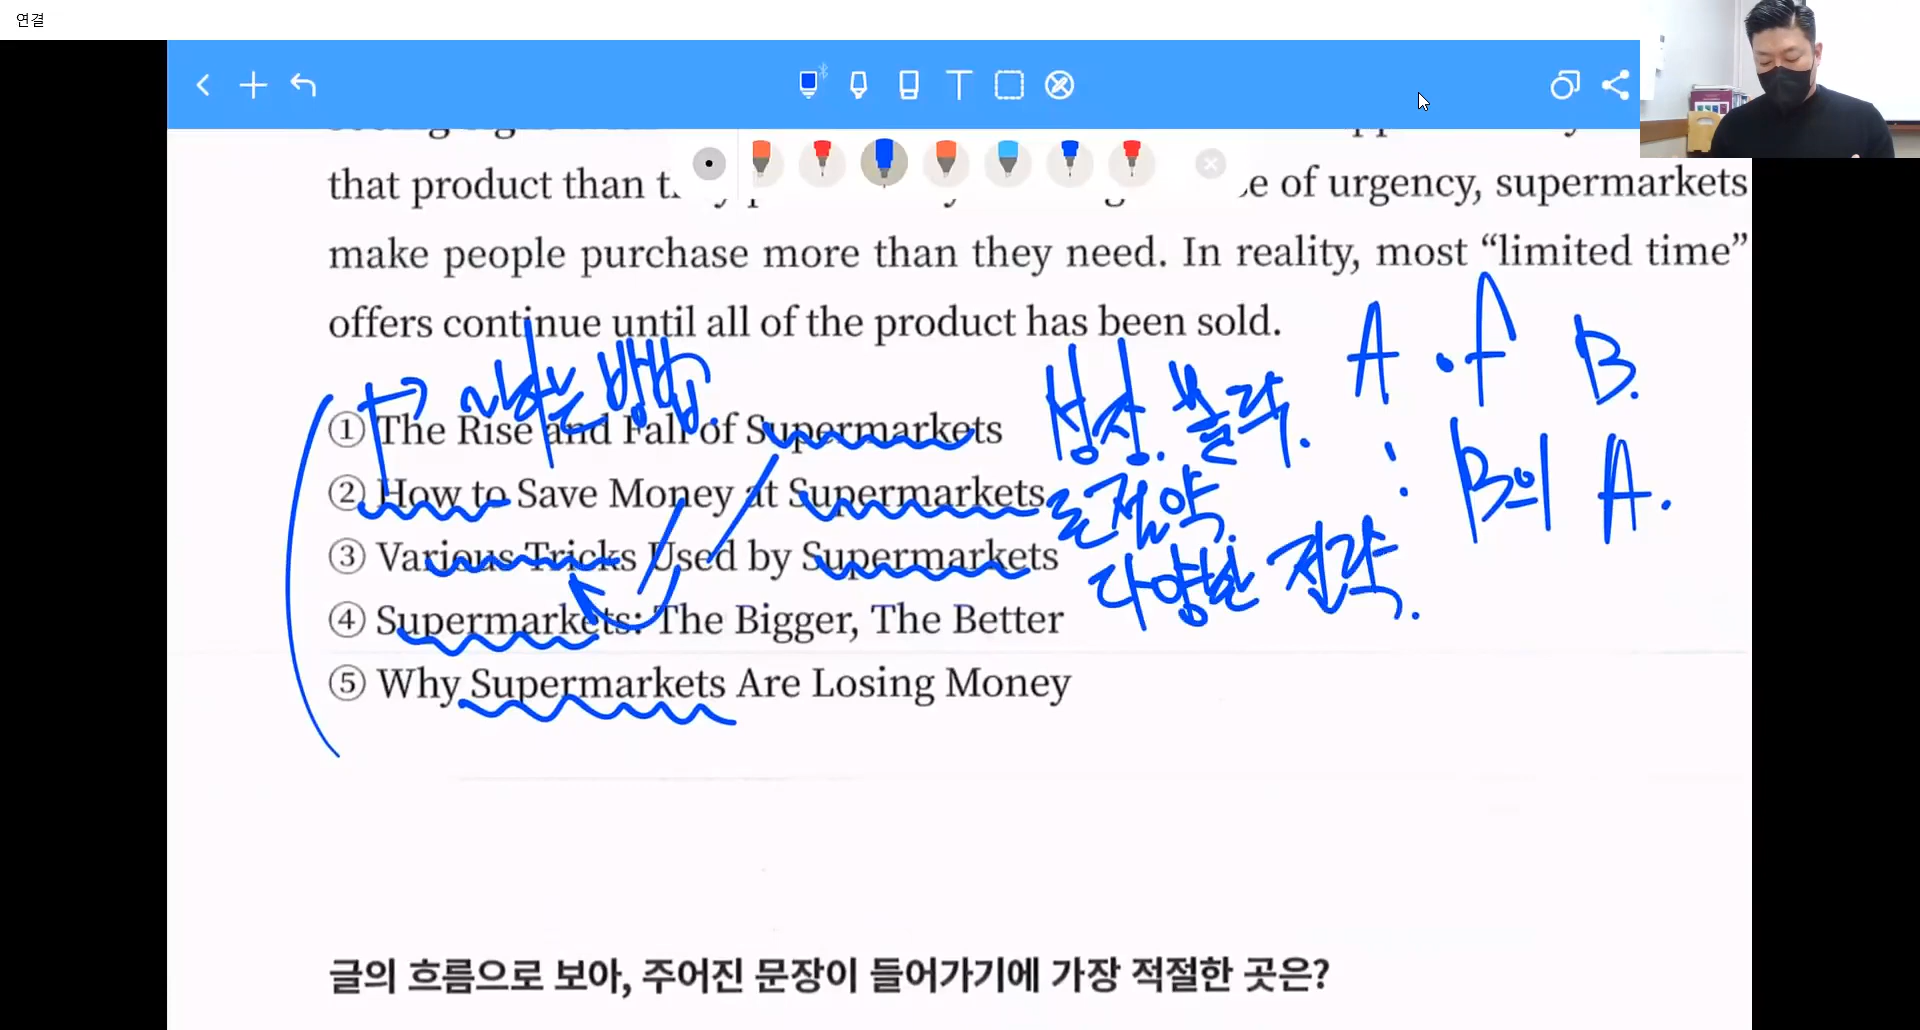 연결
that product than t
e of urgency, supermarkets
make people purchase more than they need. In reality, most “limited time”
offers continue until all of the product has been sold.
A of B.
: B의 A.
방법.
① The Rise and Fall of Supermarkets
성장. 몰락.
② How to Save Money at Supermarkets
돈 절약
③ Various Tricks Used by Supermarkets
다양한 전략.
④ Supermarkets: The Bigger, The Better
⑤ Why Supermarkets Are Losing Money
글의 흐름으로 보아, 주어진 문장이 들어가기에 가장 적절한 곳은?